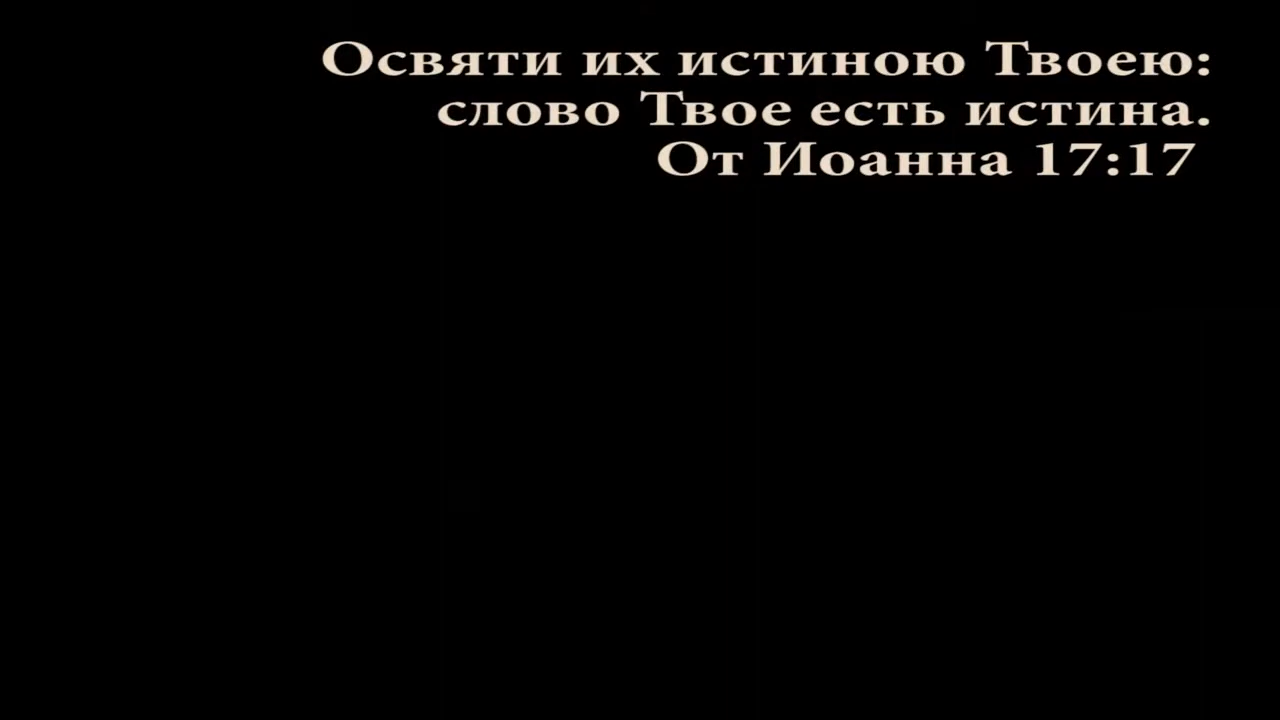 Освяти их истиною Твоею:
слово Твое есть истина.
От Иоанна 17:17